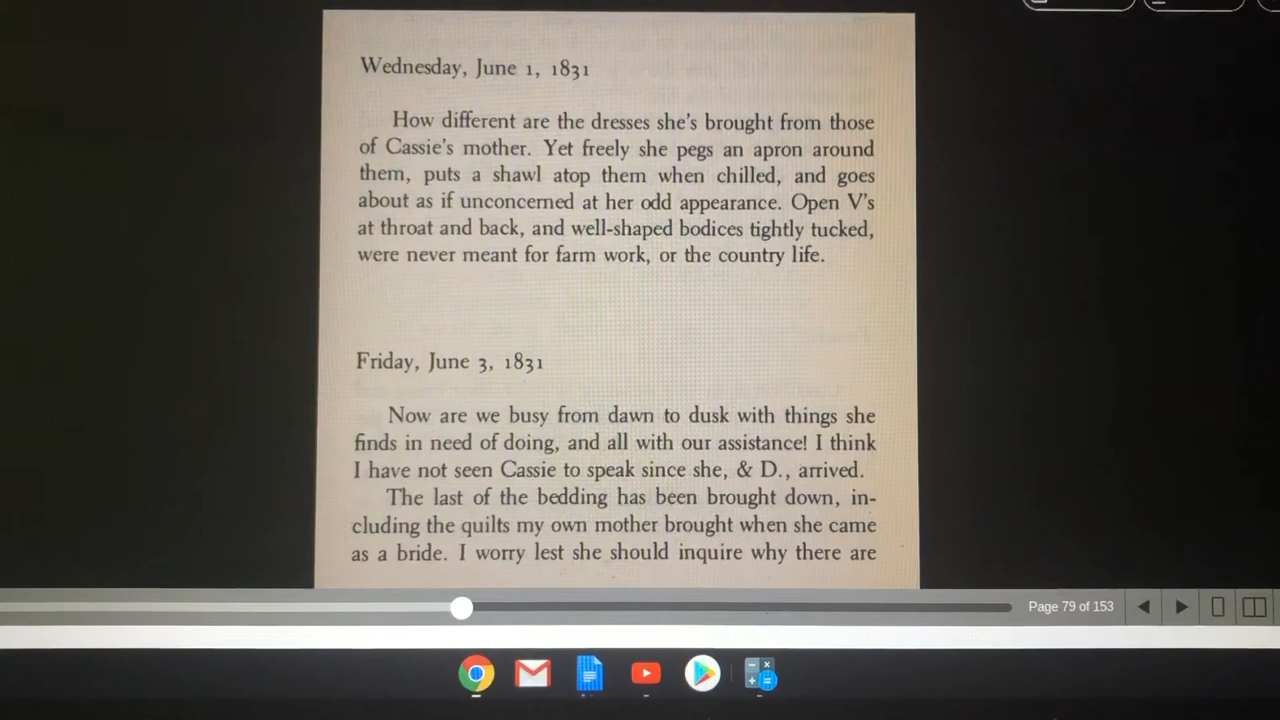 Wednesday, June 1, 1831
How different are the dresses she's brought from those
of Cassie's mother. Yet freely she pegs an apron around
them, puts a shawl atop them when chilled, and goes
about as if unconcerned at her odd appearance. Open V's
at throat and back, and well-shaped bodices tightly tucked,
were never meant for farm work, or the country life.
Friday, June 3, 1831
Now are we busy from dawn to dusk with things she
finds in need of doing, and all with our assistance! I think
I have not seen Cassie to speak since she, & D., arrived.
The last of the bedding has been brought down, in-
cluding the quilts my own mother brought when she came
as a bride. I worry lest she should inquire why there are
Page 79 of 153